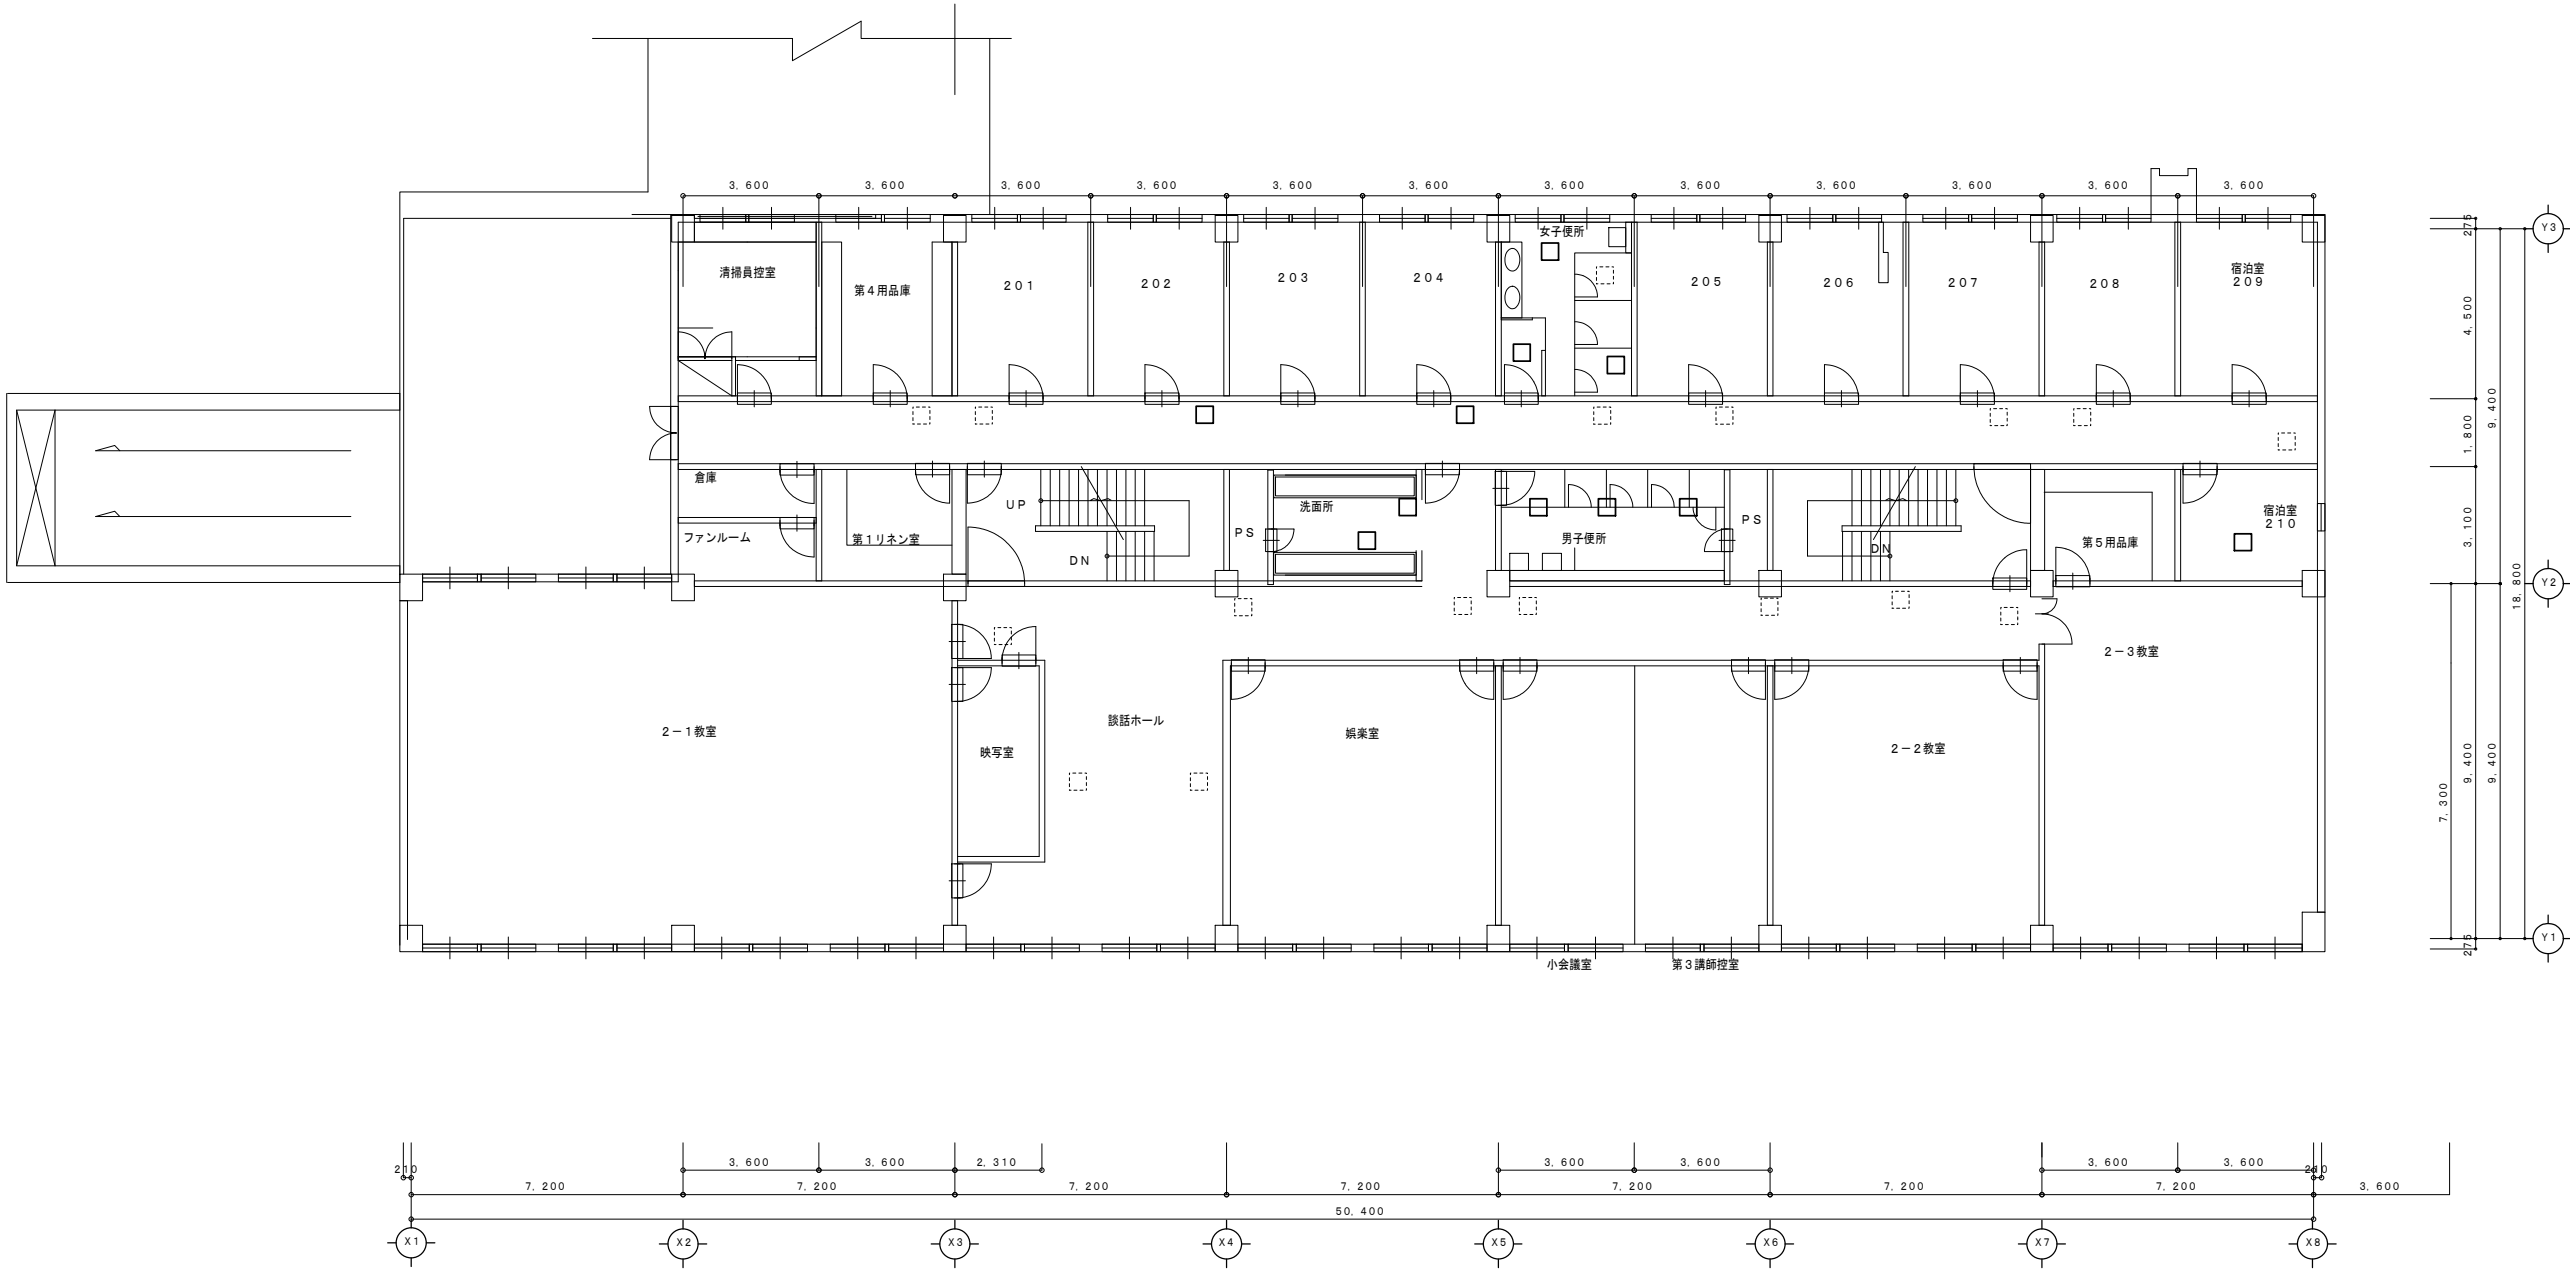 3,600 3,600 3,600 3,600 3,600 3,600 3,600 3,600 3,600 3,600 3,600 3,600
清掃員控室
第4用品庫
201
202
203
204
女子便所
205
206
207
208
宿泊室
209
倉庫
ファンルーム
第1リネン室
UP
DN
PS
洗面所
男子便所
PS
DN
第5用品庫
宿泊室
210
2-1教室
映写室
談話ホール
娯楽室
小会議室
第3講師控室
2-2教室
2-3教室
275
4,500
1,800
3,100
9,400
18,800
7,300
9,400
9,400
275
Y3
Y2
Y1
3,600 3,600 2,310 3,600 3,600 3,600 3,600
210 210
7,200 7,200 7,200 7,200 7,200 7,200 7,200 3,600
50,400
X1 X2 X3 X4 X5 X6 X7 X8